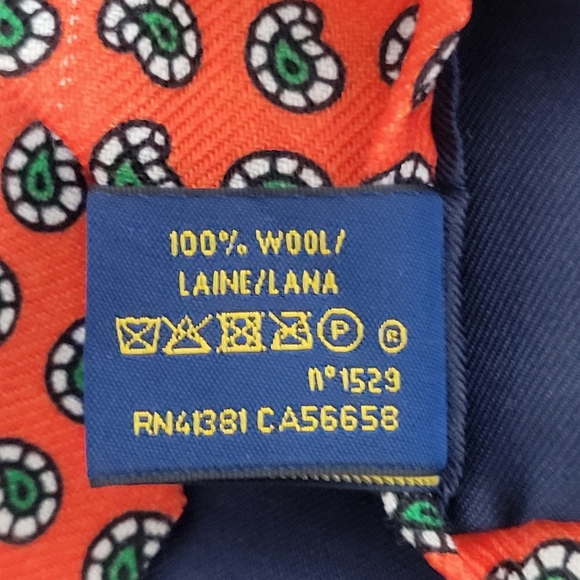 100% WOOL/
LAINE/LANA
P ®
n° 1529
RN41381 CA56658